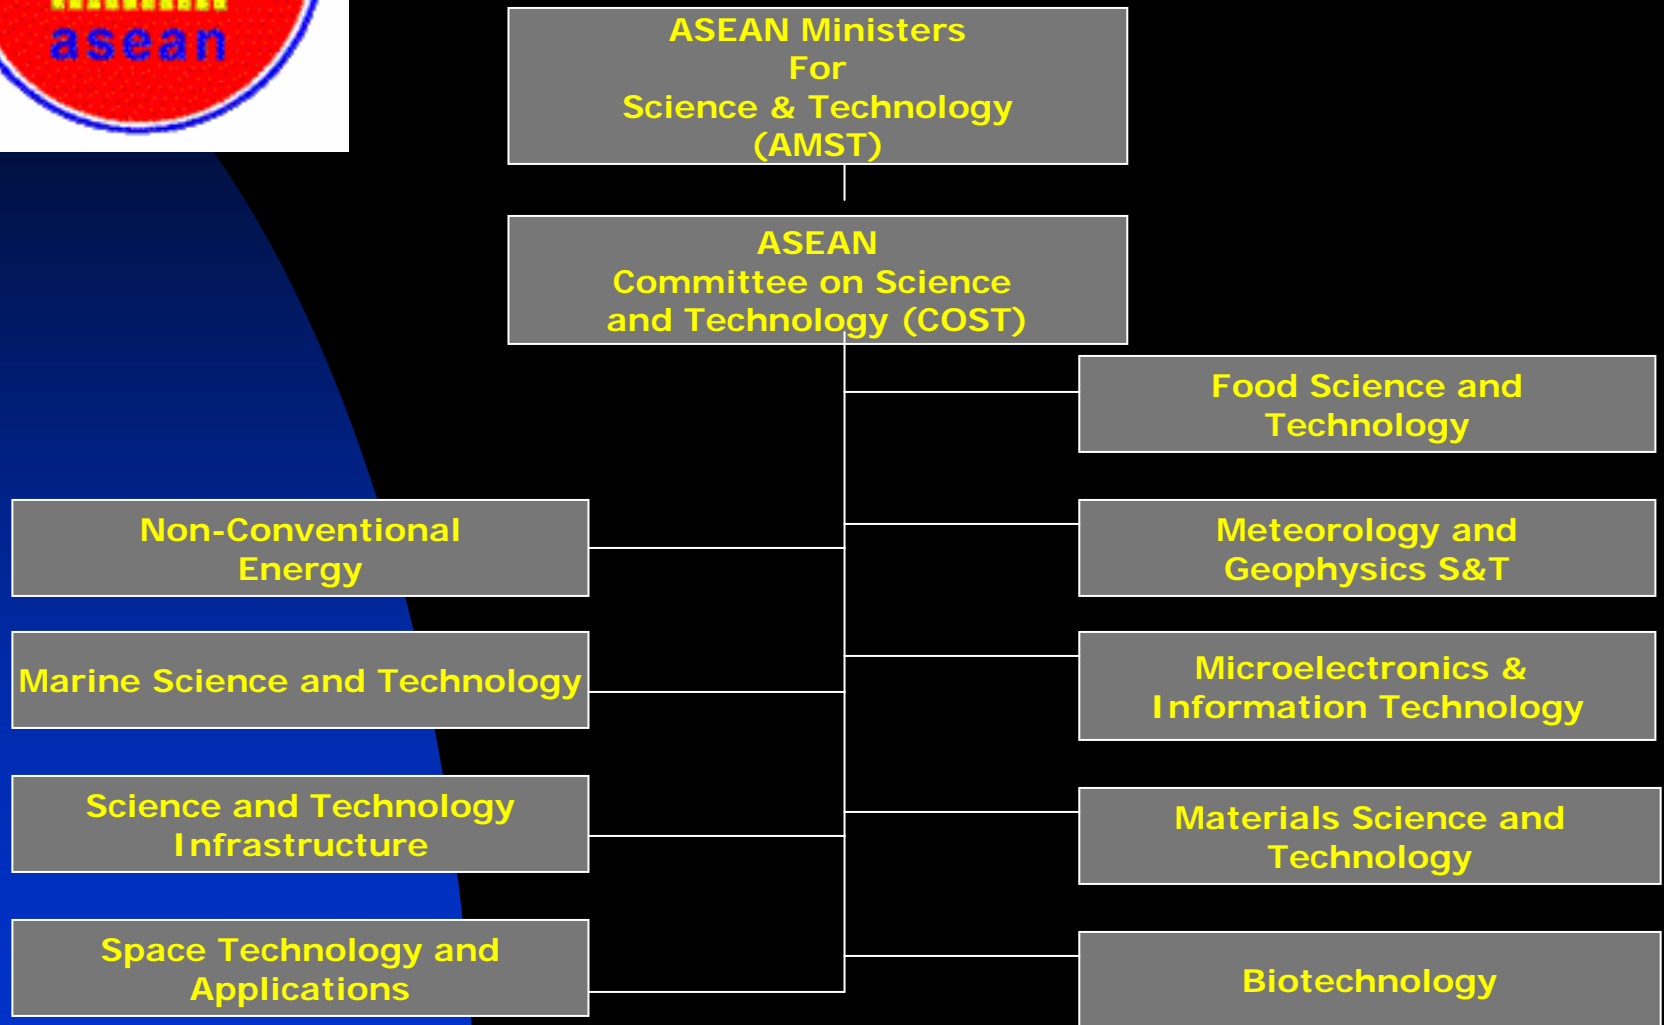 asean
ASEAN Ministers
For
Science & Technology
(AMST)
ASEAN
Committee on Science
and Technology (COST)
Food Science and
Technology
Non-Conventional
Energy
Meteorology and
Geophysics S&T
Marine Science and Technology
Microelectronics &
Information Technology
Science and Technology
Infrastructure
Materials Science and
Technology
Space Technology and
Applications
Biotechnology